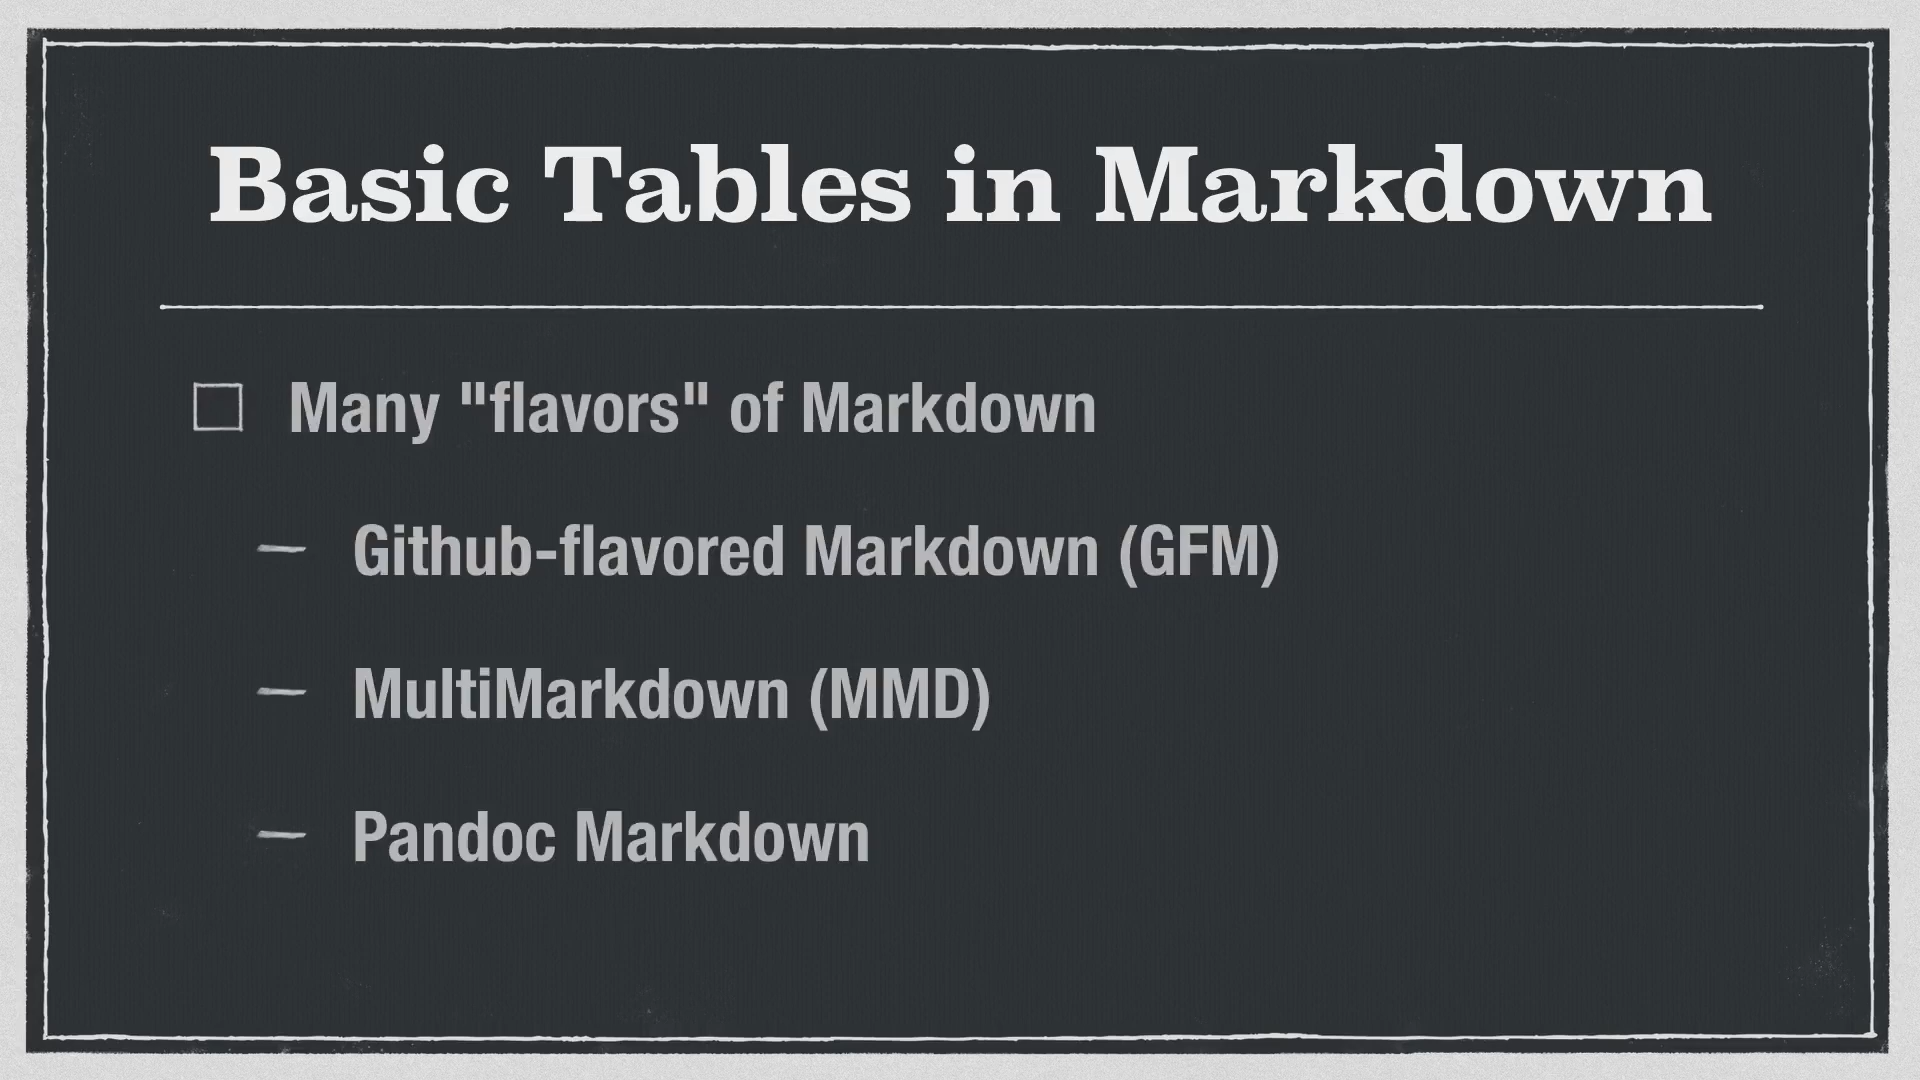 Basic Tables in Markdown
Many "flavors" of Markdown
Github-flavored Markdown (GFM)
MultiMarkdown (MMD)
Pandoc Markdown